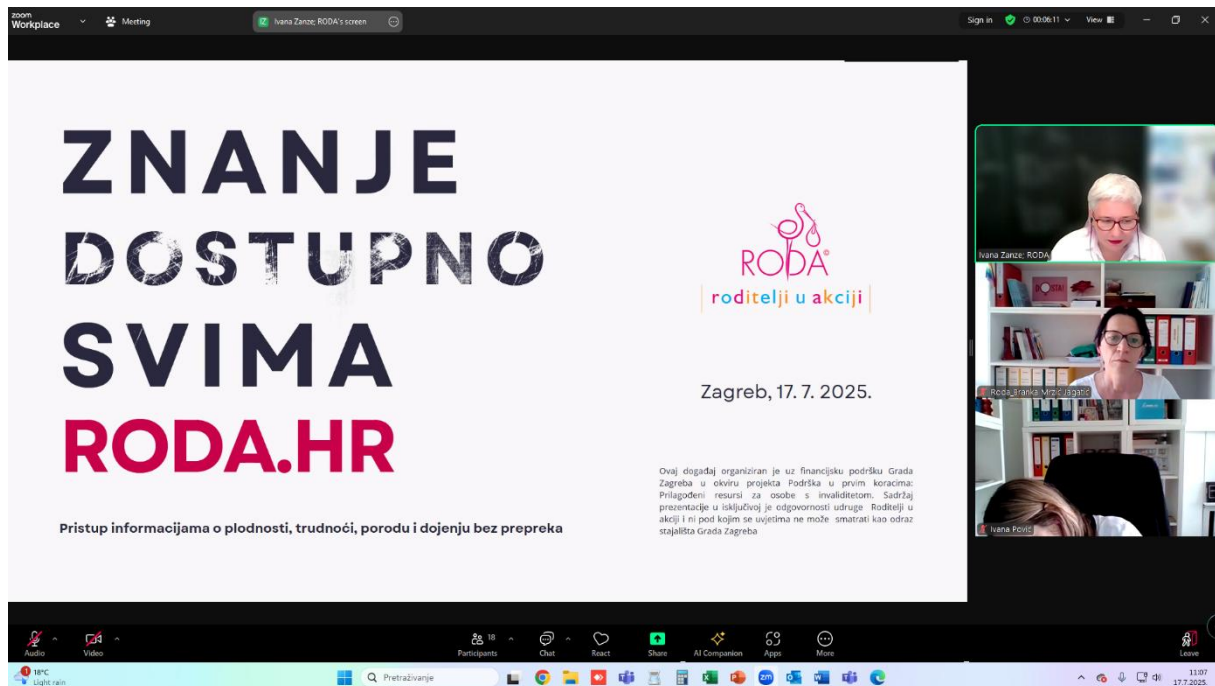 zoom
Workplace
Meeting
Ivana Zanze; RODA's screen
Sign in
00:06:11
View
ZNANJE
DOSTUPNO
SVIMA
RODA.HR
Pristup informacijama o plodnosti, trudnoći, porodu i dojenju bez prepreka
RODA
roditelji u akciji
Zagreb, 17. 7. 2025.
Ovaj događaj organiziran je uz financijsku podršku Grada
Zagreba u okviru projekta Podrška u prvim koracima:
Prilagođeni resursi za osobe s invaliditetom. Sadržaj
prezentacije u isključivoj je odgovornosti udruge Roditelji u
akciji i ni pod kojim se uvjetima ne može smatrati kao odraz
stajališta Grada Zagreba
Ivana Zanze; RODA
Roda_Branka Mrzić Jagatić
Ivana Pović
Audio
Video
18
Participants
Chat
React
Share
AI Companion
Apps
More
Leave
1
18°C
Light rain
Pretraživanje
11:07
17.7.2025.